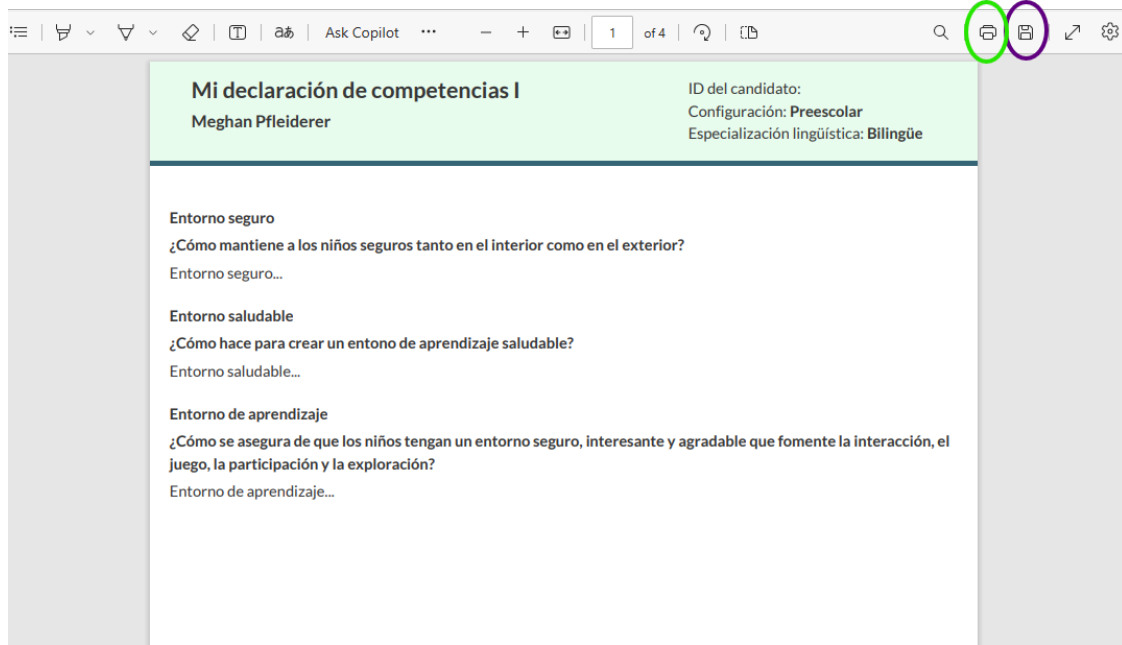 aあ Ask Copilot ... 1 of 4
Mi declaración de competencias I
Meghan Pfleiderer
ID del candidato:
Configuración: Preescolar
Especialización lingüística: Bilingüe
Entorno seguro
¿Cómo mantiene a los niños seguros tanto en el interior como en el exterior?
Entorno seguro...
Entorno saludable
¿Cómo hace para crear un entono de aprendizaje saludable?
Entorno saludable...
Entorno de aprendizaje
¿Cómo se asegura de que los niños tengan un entorno seguro, interesante y agradable que fomente la interacción, el
juego, la participación y la exploración?
Entorno de aprendizaje...